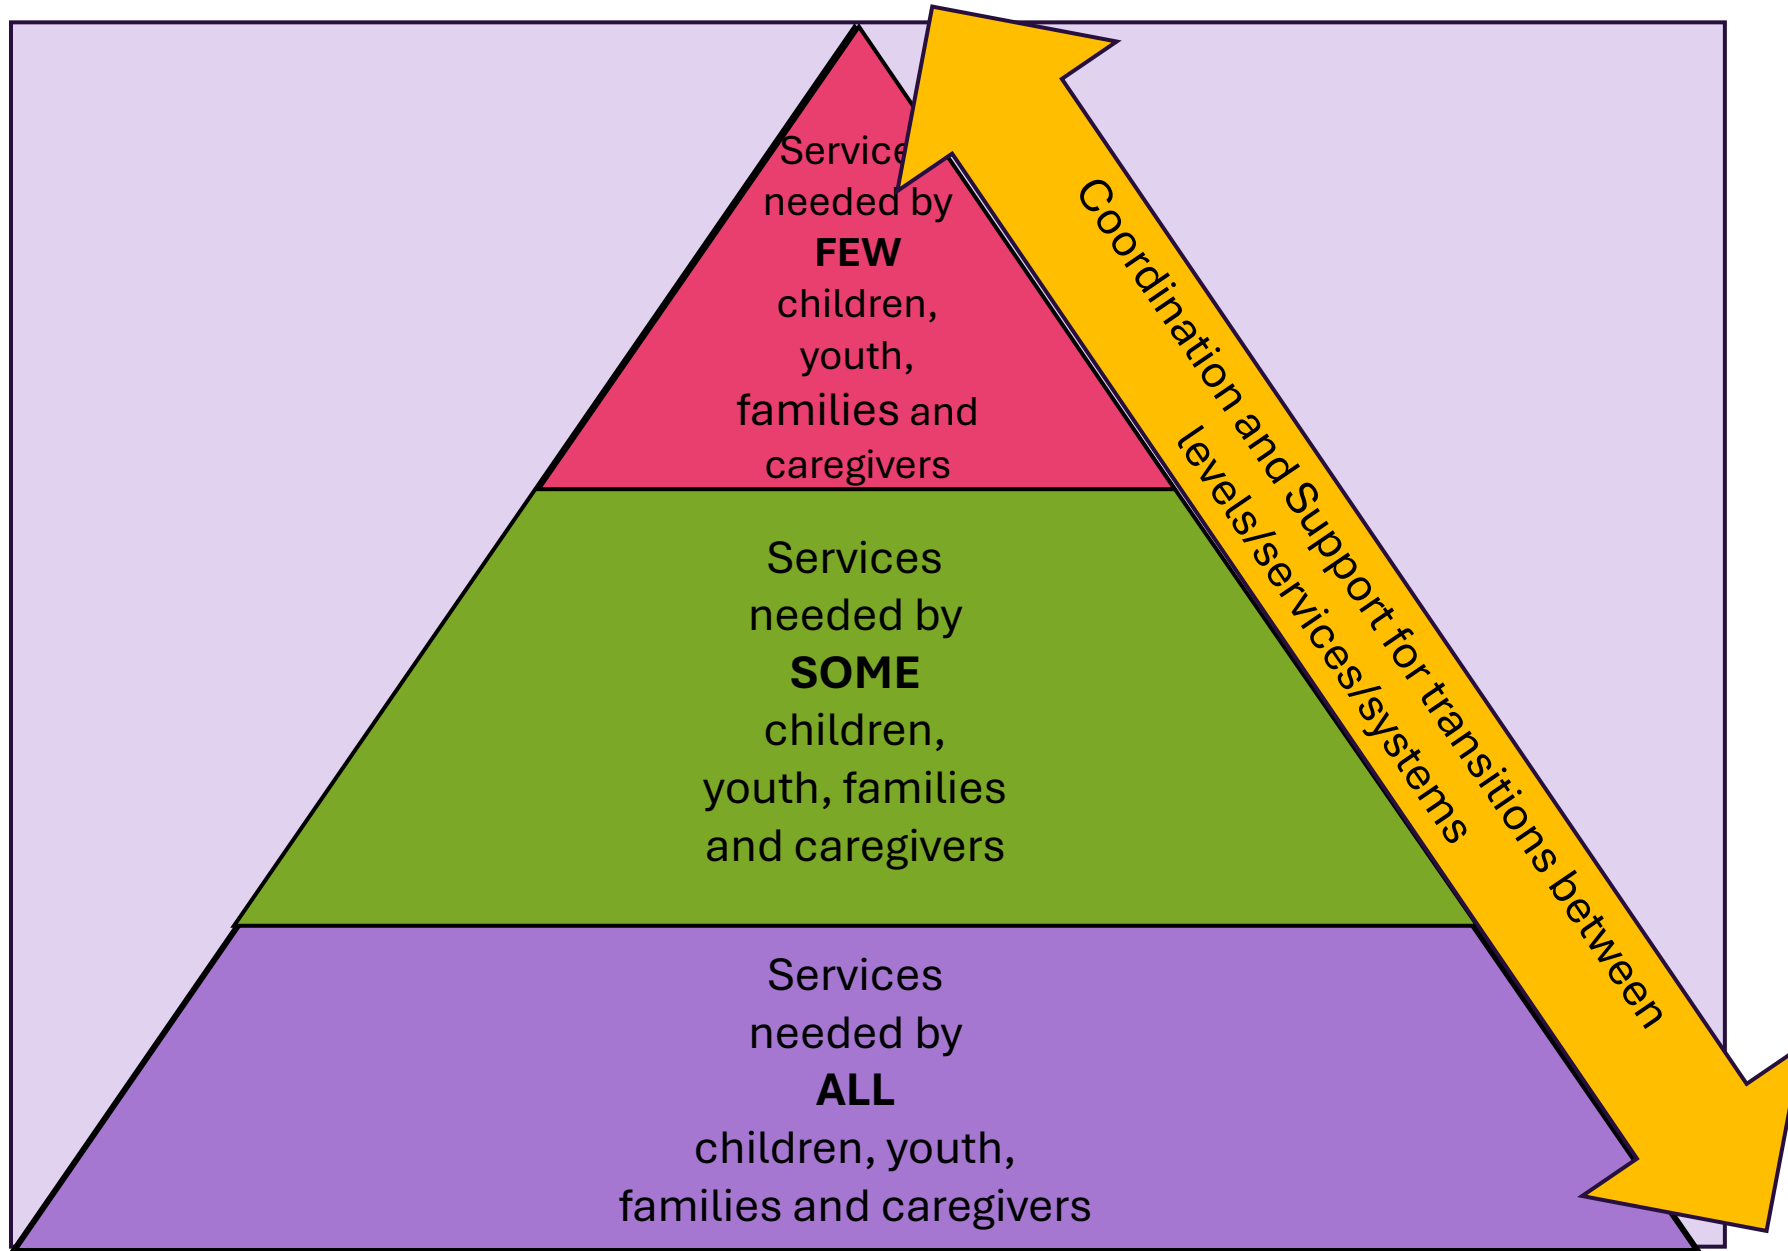 Service
needed by
FEW
children,
youth,
families and
caregivers
Services
needed by
SOME
children,
youth, families
and caregivers
Services
needed by
ALL
children, youth,
families and caregivers
Coordination and Support for transitions between
levels/services/systems